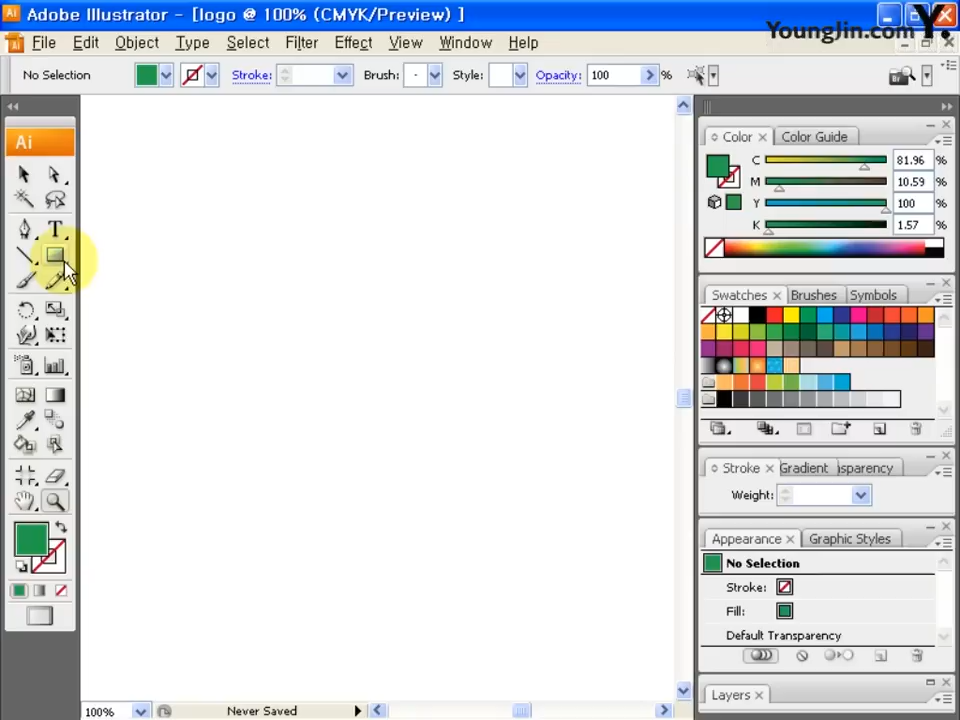 Adobe Illustrator - [logo @ 100% (CMYK/Preview) ]
YoungJin.com Y.
File Edit Object Type Select Filter Effect View Window Help
No Selection Stroke: Brush: Style: Opacity: 100 %
Ai
Color Color Guide
C 81.96 %
M 10.59 %
Y 100 %
K 1.57 %
Swatches Brushes Symbols
T
Stroke Gradient sparency
Weight:
Appearance Graphic Styles
No Selection
Stroke:
Fill:
Default Transparency
Layers
100% Never Saved